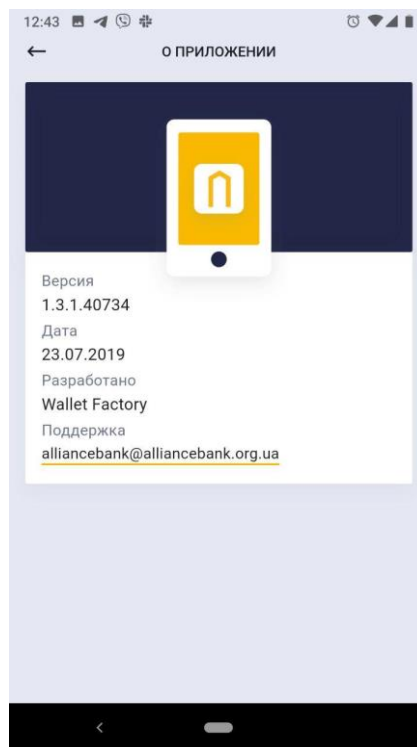 12:43
О ПРИЛОЖЕНИИ
Версия
1.3.1.40734
Дата
23.07.2019
Разработано
Wallet Factory
Поддержка
alliancebank@alliancebank.org.ua